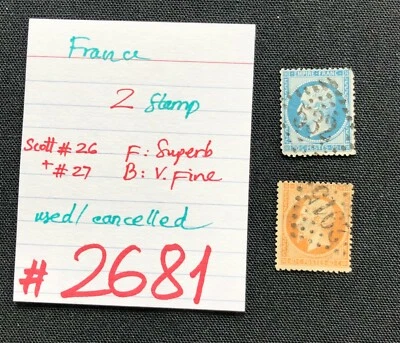 France
2 Stamp
Scott #26 F: Superb
+ #27 B: V. Fine
used/cancelled
#2681
EMPIRE FRANC